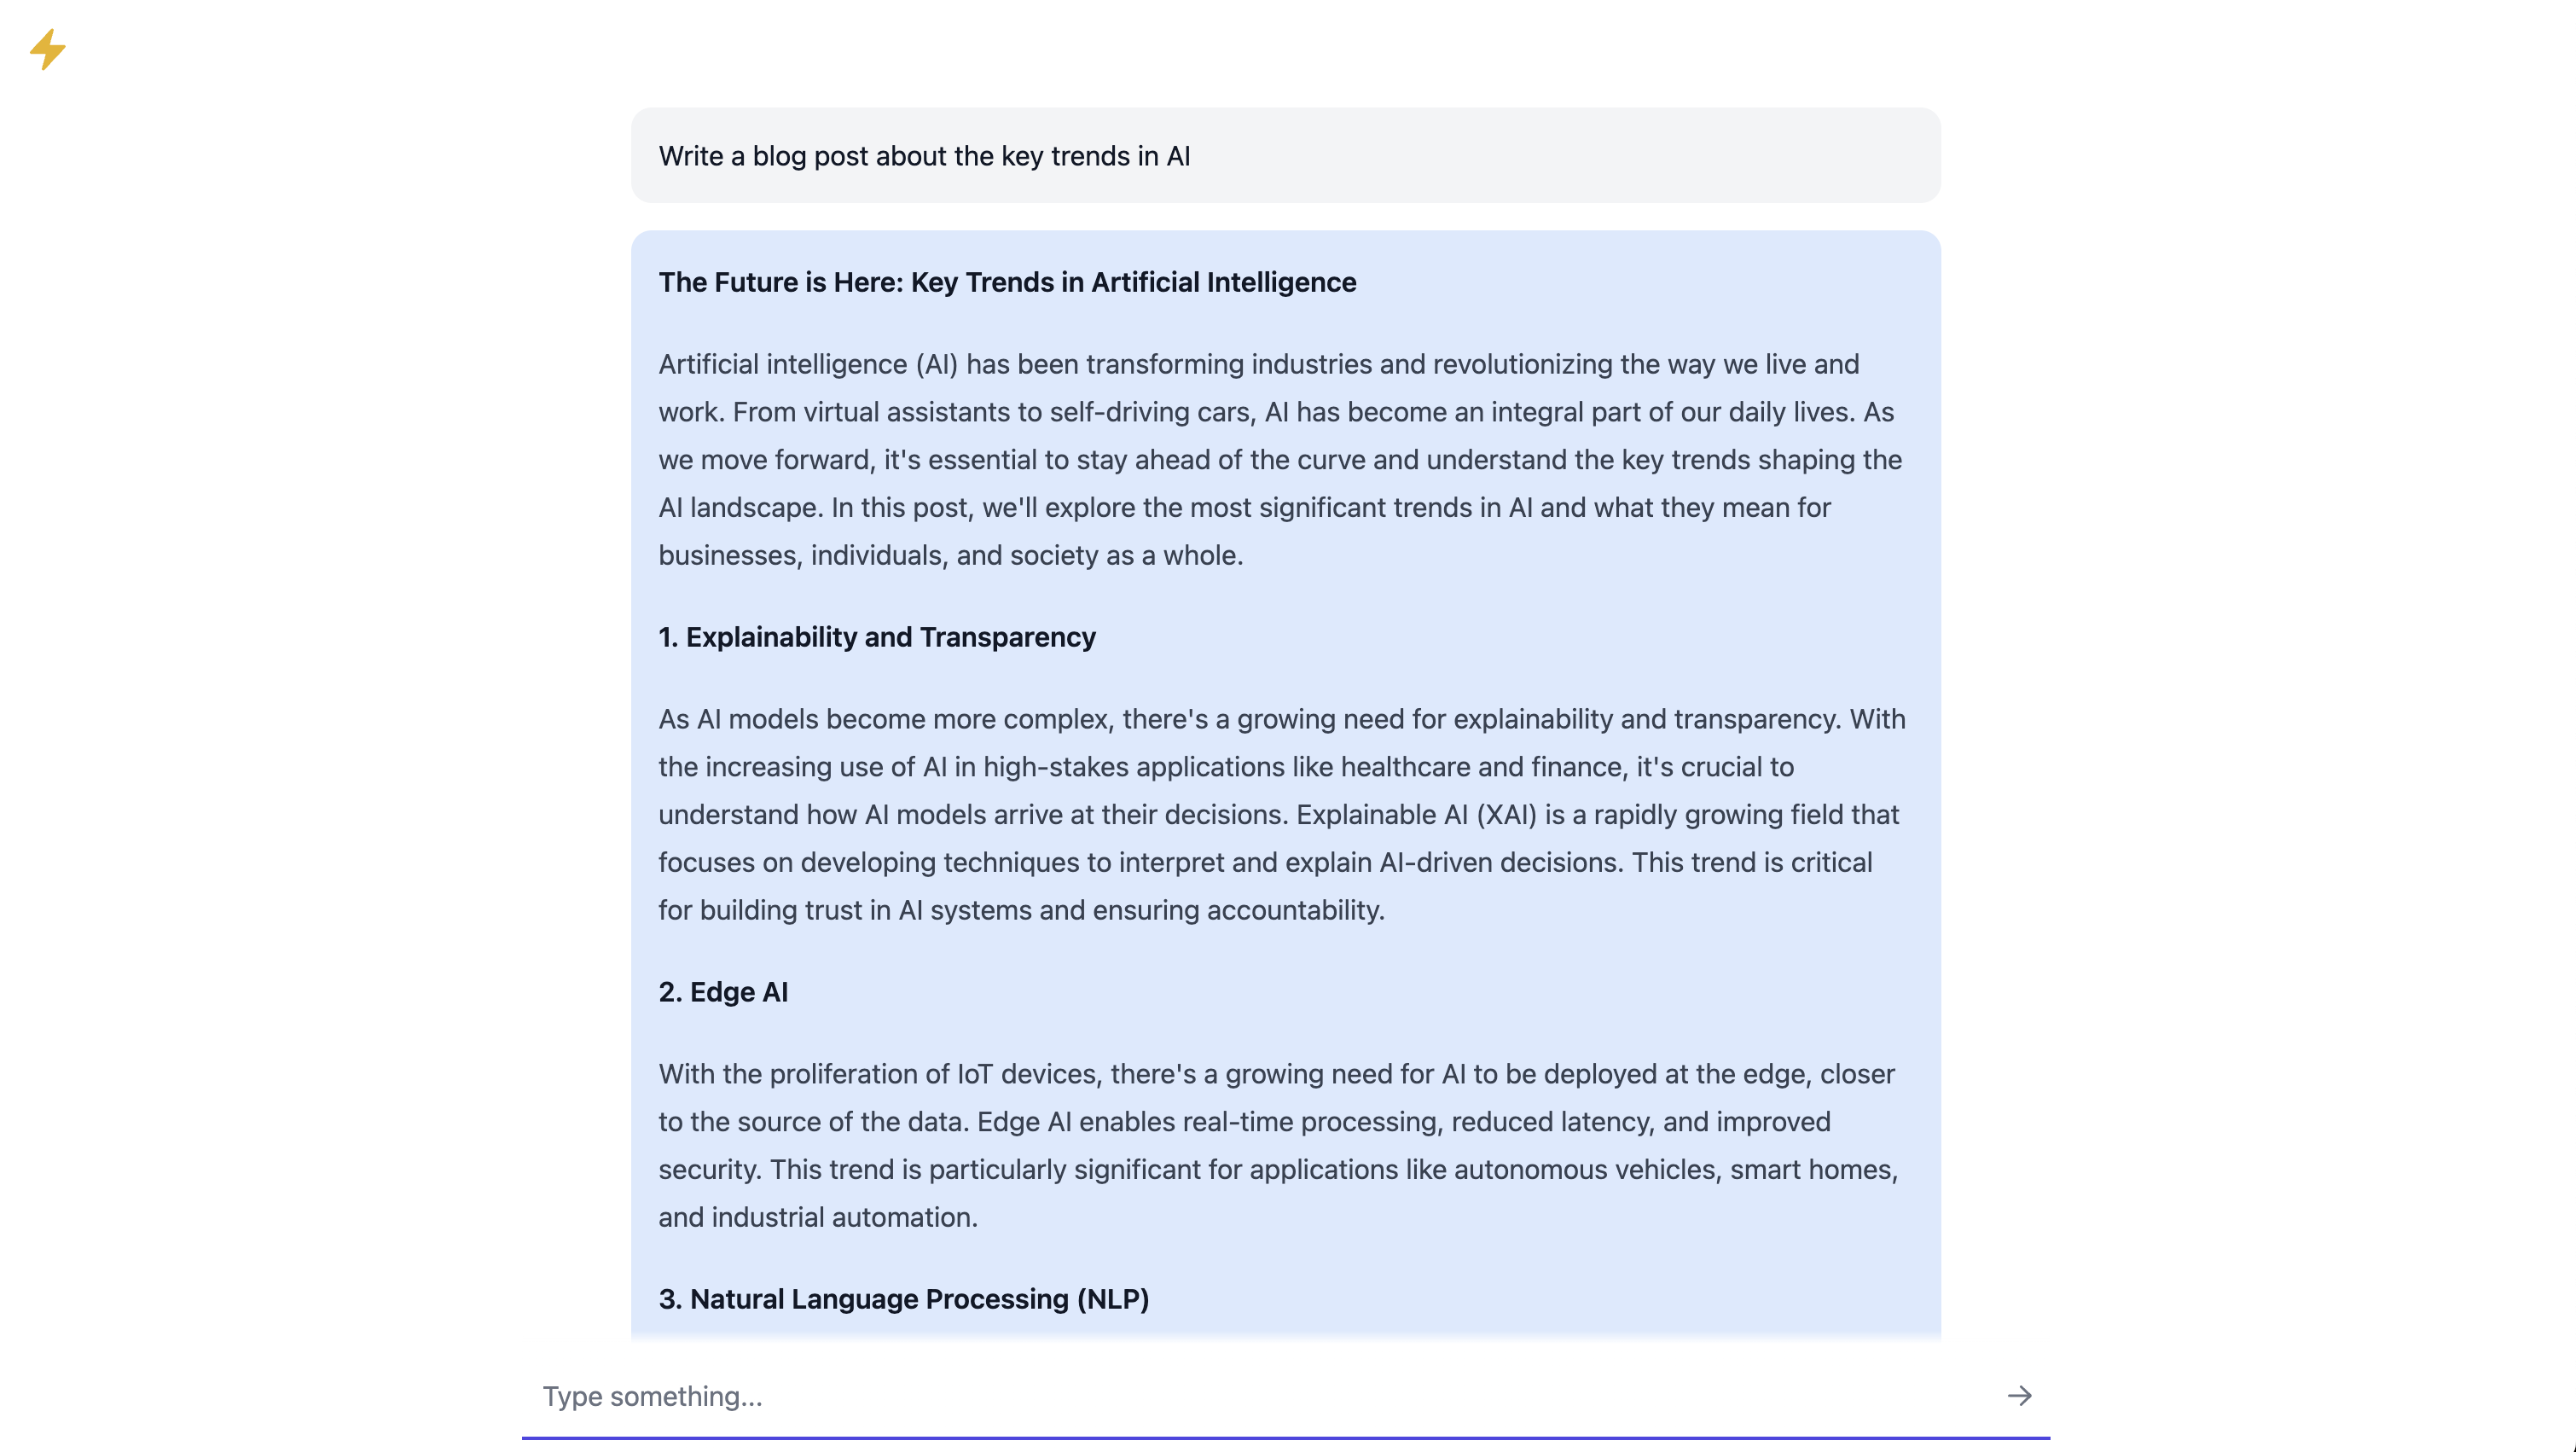 Write a blog post about the key trends in AI
The Future is Here: Key Trends in Artificial Intelligence
Artificial intelligence (AI) has been transforming industries and revolutionizing the way we live and
work. From virtual assistants to self-driving cars, AI has become an integral part of our daily lives. As
we move forward, it's essential to stay ahead of the curve and understand the key trends shaping the
AI landscape. In this post, we'll explore the most significant trends in AI and what they mean for
businesses, individuals, and society as a whole.
1. Explainability and Transparency
As AI models become more complex, there's a growing need for explainability and transparency. With
the increasing use of AI in high-stakes applications like healthcare and finance, it's crucial to
understand how AI models arrive at their decisions. Explainable AI (XAI) is a rapidly growing field that
focuses on developing techniques to interpret and explain AI-driven decisions. This trend is critical
for building trust in AI systems and ensuring accountability.
2. Edge AI
With the proliferation of IoT devices, there's a growing need for AI to be deployed at the edge, closer
to the source of the data. Edge AI enables real-time processing, reduced latency, and improved
security. This trend is particularly significant for applications like autonomous vehicles, smart homes,
and industrial automation.
3. Natural Language Processing (NLP)
Type something...